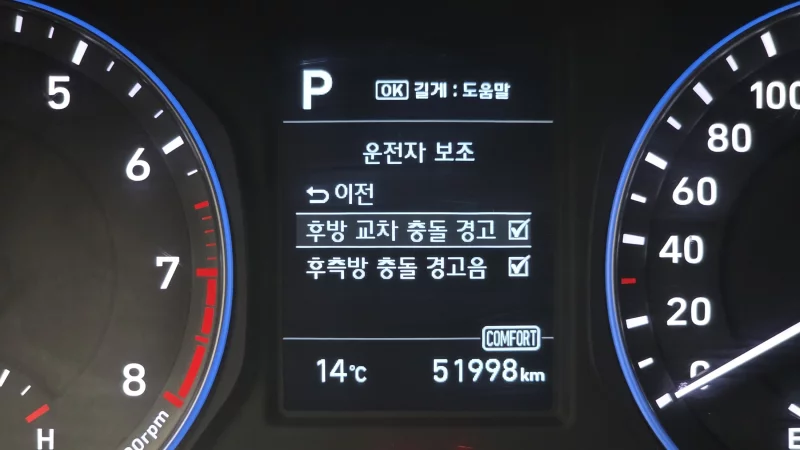 P OK 길게 : 도움말
운전자 보조
이전
후방 교차 충돌 경고
후측방 충돌 경고음
COMFORT
14°C 51998km
5
6
7
8
H
100
80
60
40
20
0
E